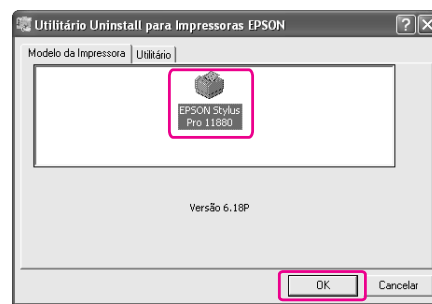 Utilitário Uninstall para Impressoras EPSON
Modelo da Impressora Utilitário
EPSON Stylus
Pro 11880
Versão 6.18P
OK Cancelar